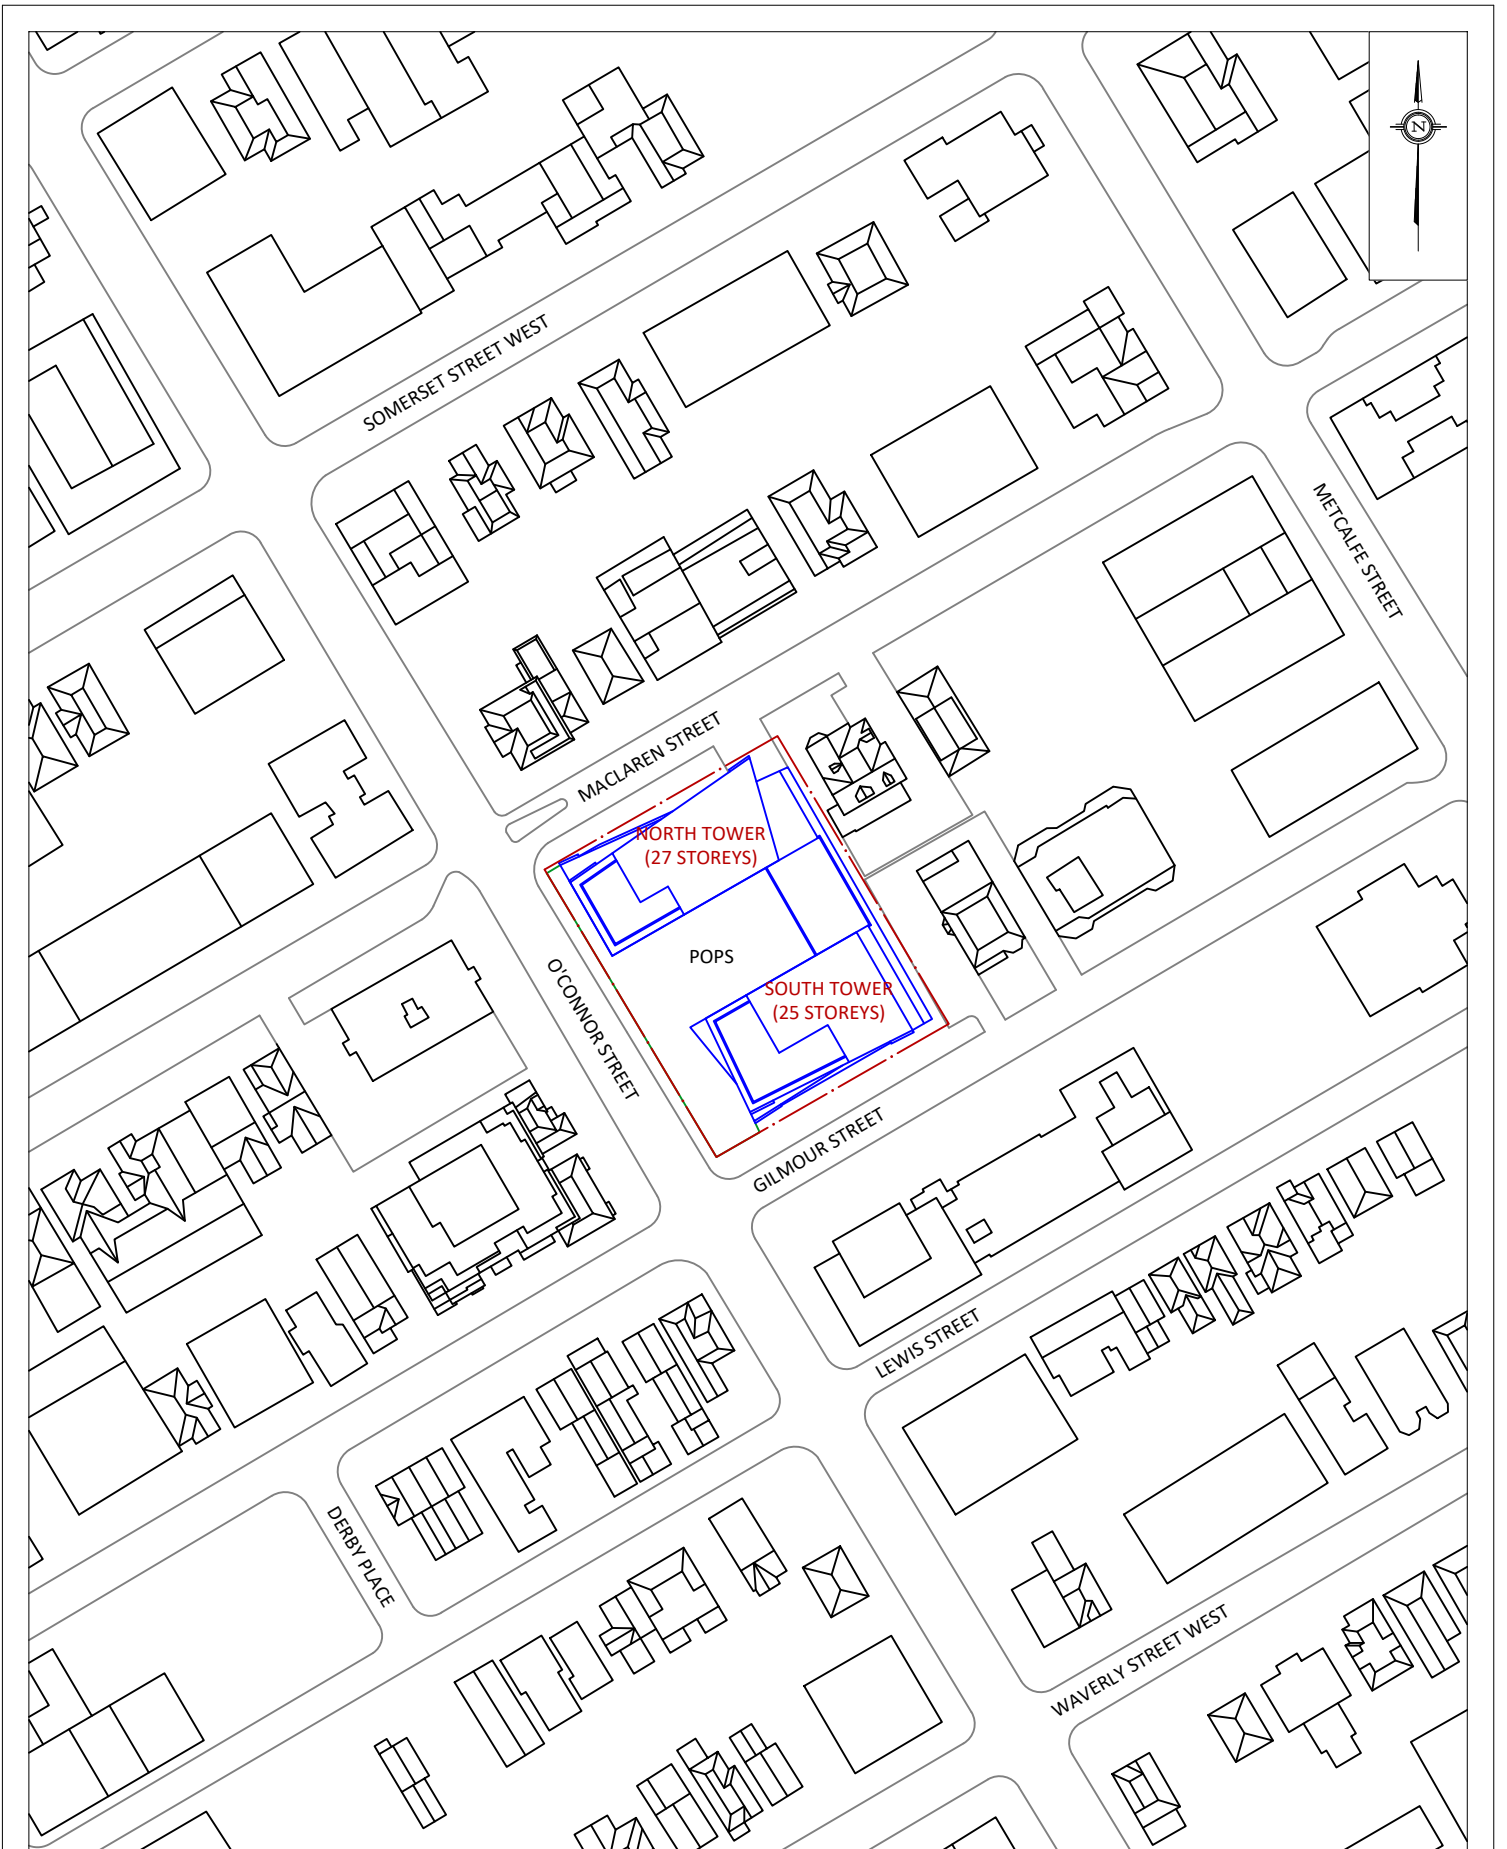 N
SOMERSET STREET WEST
METCALFE STREET
MACLAREN STREET
NORTH TOWER
(27 STOREYS)
POPS
O'CONNOR STREET
SOUTH TOWER
(25 STOREYS)
GILMOUR STREET
LEWIS STREET
DERBY PLACE
WAVERLY STREET WEST